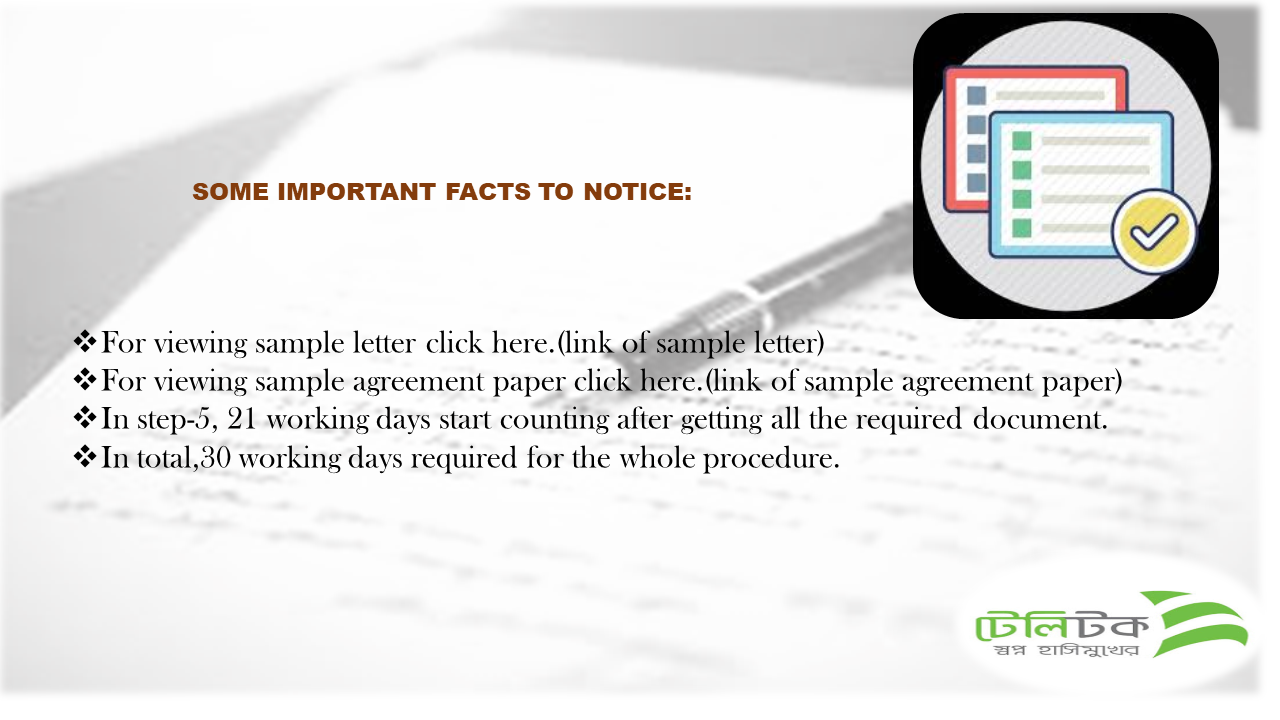 SOME IMPORTANT FACTS TO NOTICE:
❖For viewing sample letter click here.(link of sample letter)
❖For viewing sample agreement paper click here.(link of sample agreement paper)
❖In step-5, 21 working days start counting after getting all the required document.
❖In total,30 working days required for the whole procedure.
টেলিটক
স্বপ্ন হাসিমুখের